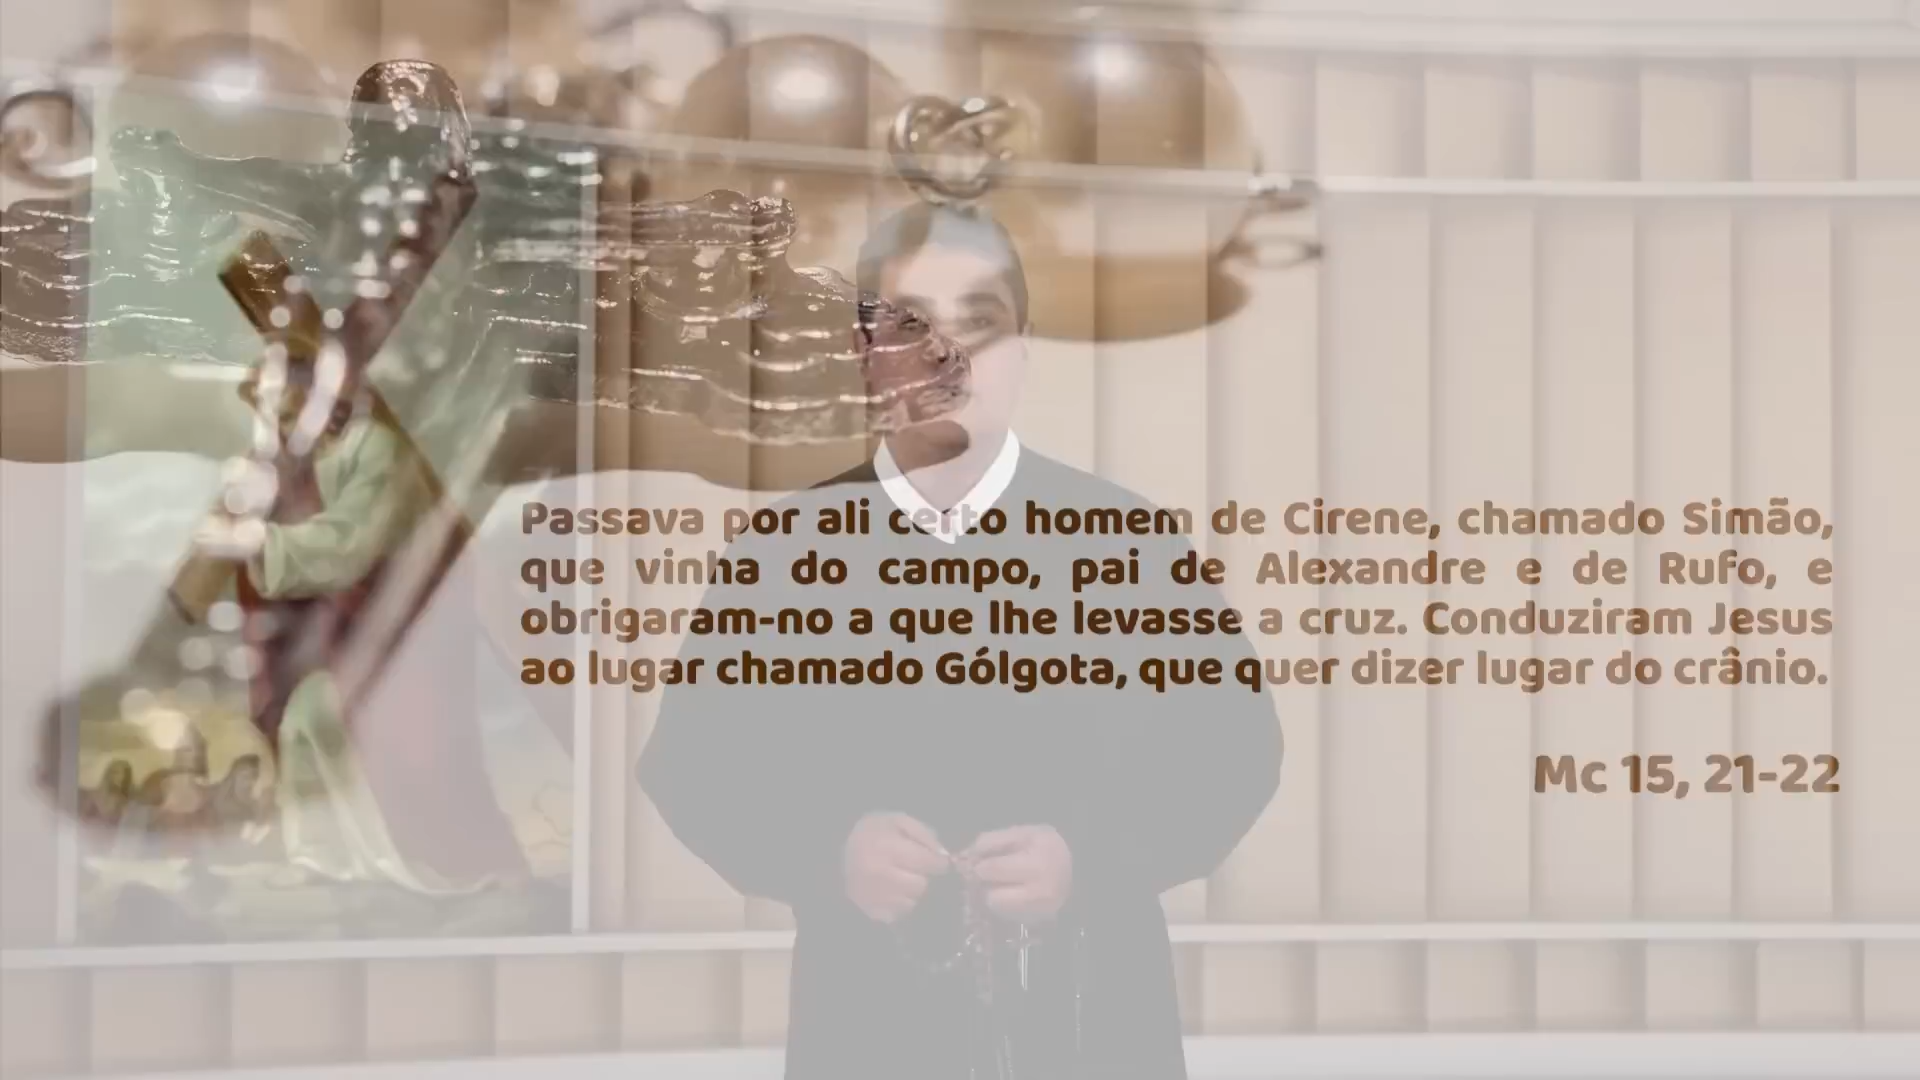 Passava por ali certo homem de Cirene, chamado Simão,
que vinha do campo, pai de Alexandre e de Rufo, e
obrigaram-no a que lhe levasse a cruz. Conduziram Jesus
ao lugar chamado Gólgota, que quer dizer lugar do crânio.
Mc 15, 21-22